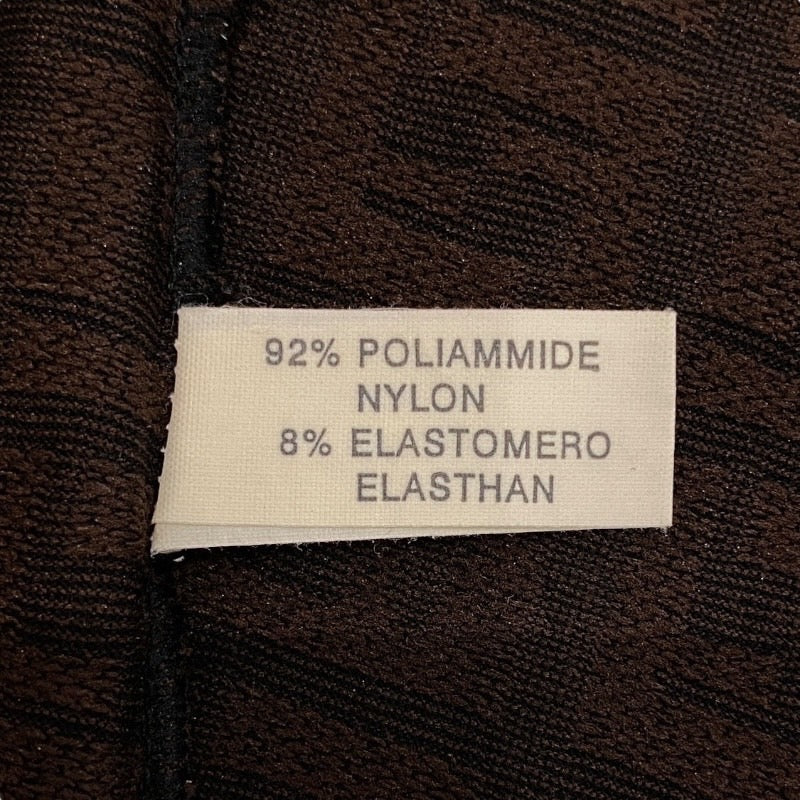 92% POLIAMMIDE
NYLON
8% ELASTOMERO
ELASTHAN